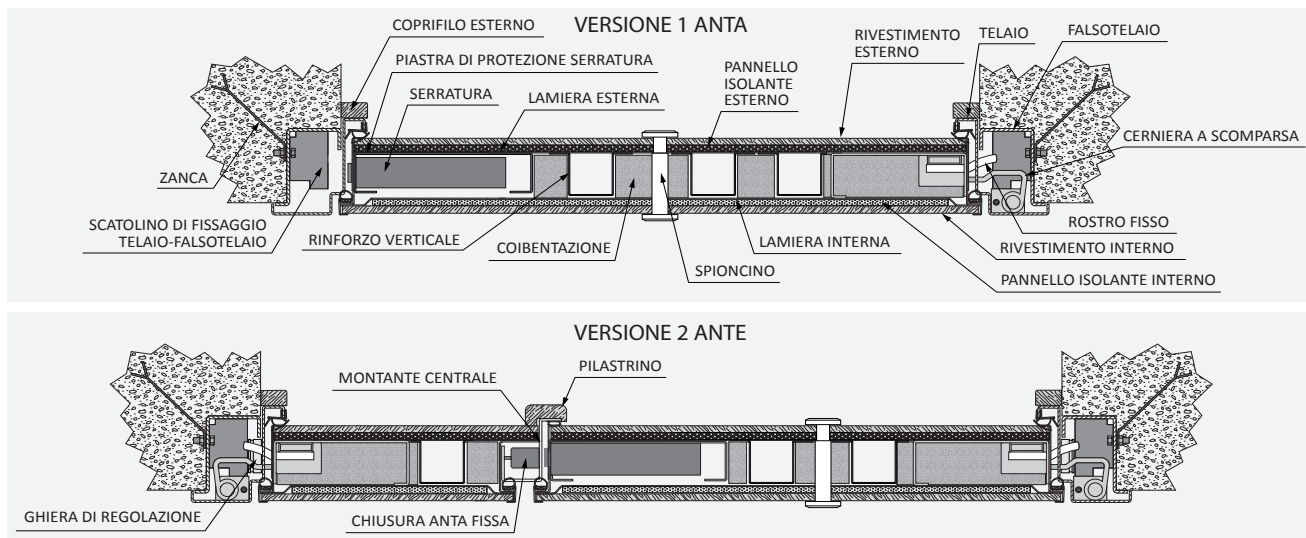 VERSIONE 1 ANTA
COPRIFILO ESTERNO
PIASTRA DI PROTEZIONE SERRATURA
SERRATURA
LAMIERA ESTERNA
PANNELLO
ISOLANTE
ESTERNO
RIVESTIMENTO
ESTERNO
TELAIO
FALSOTELAIO
CERNIERA A SCOMPARSA
ZANCA
SCATOLINO DI FISSAGGIO
TELAIO-FALSOTELAIO
RINFORZO VERTICALE
COIBENTAZIONE
SPIONCINO
LAMIERA INTERNA
ROSTRO FISSO
RIVESTIMENTO INTERNO
PANNELLO ISOLANTE INTERNO
VERSIONE 2 ANTE
MONTANTE CENTRALE
PILASTRINO
GHIERA DI REGOLAZIONE
CHIUSURA ANTA FISSA